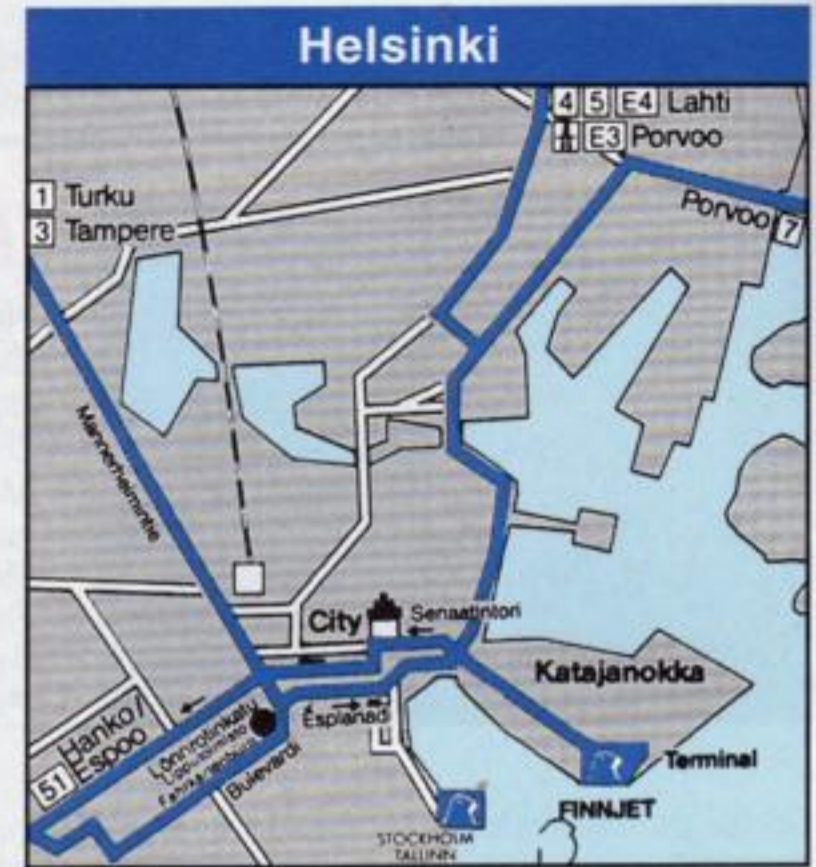 Helsinki
4 5 E4 Lahti
E3 Porvoo
1 Turku
3 Tampere
Porvoo 7
Mannerheimintie
City
Senaatintori
Katajanokka
Esplanadi
Hanko/
Espoo
51
Lönnrotinkatu
Bulevardi
Terminal
FINNJET
STOCKHOLM
TALLINN